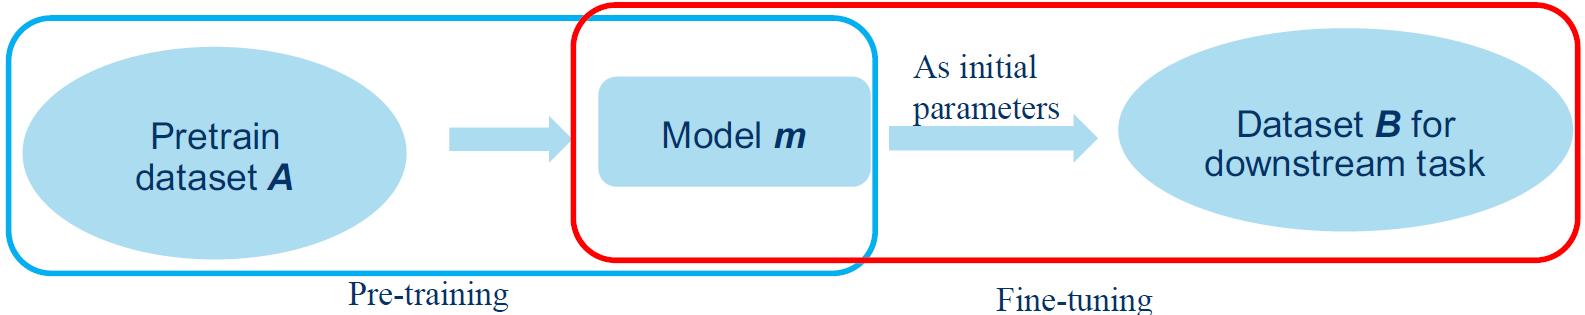 Pretrain
dataset A
Model m
As initial
parameters
Dataset B for
downstream task
Pre-training
Fine-tuning